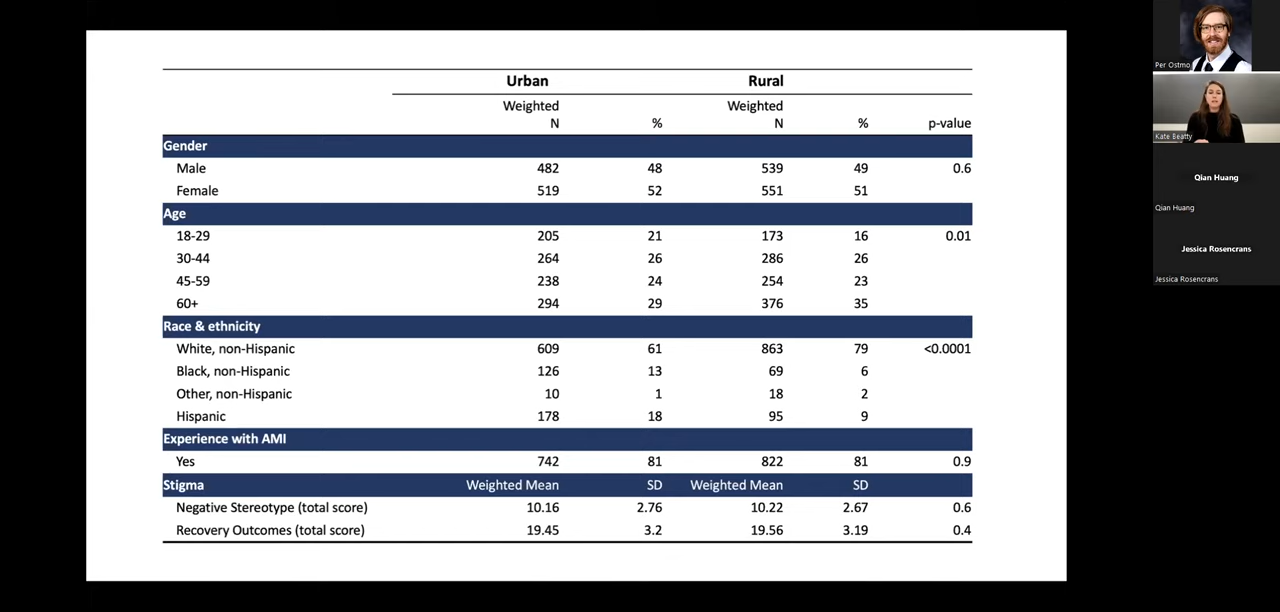 Urban Rural
Weighted Weighted
N % N % p-value
Gender
Male 482 48 539 49 0.6
Female 519 52 551 51
Age
18-29 205 21 173 16 0.01
30-44 264 26 286 26
45-59 238 24 254 23
60+ 294 29 376 35
Race & ethnicity
White, non-Hispanic 609 61 863 79 <0.0001
Black, non-Hispanic 126 13 69 6
Other, non-Hispanic 10 1 18 2
Hispanic 178 18 95 9
Experience with AMI
Yes 742 81 822 81 0.9
Stigma Weighted Mean SD Weighted Mean SD
Negative Stereotype (total score) 10.16 2.76 10.22 2.67 0.6
Recovery Outcomes (total score) 19.45 3.2 19.56 3.19 0.4
Per Ostmo
Kate Beatty
Qian Huang
Qian Huang
Jessica Rosencrans
Jessica Rosencrans